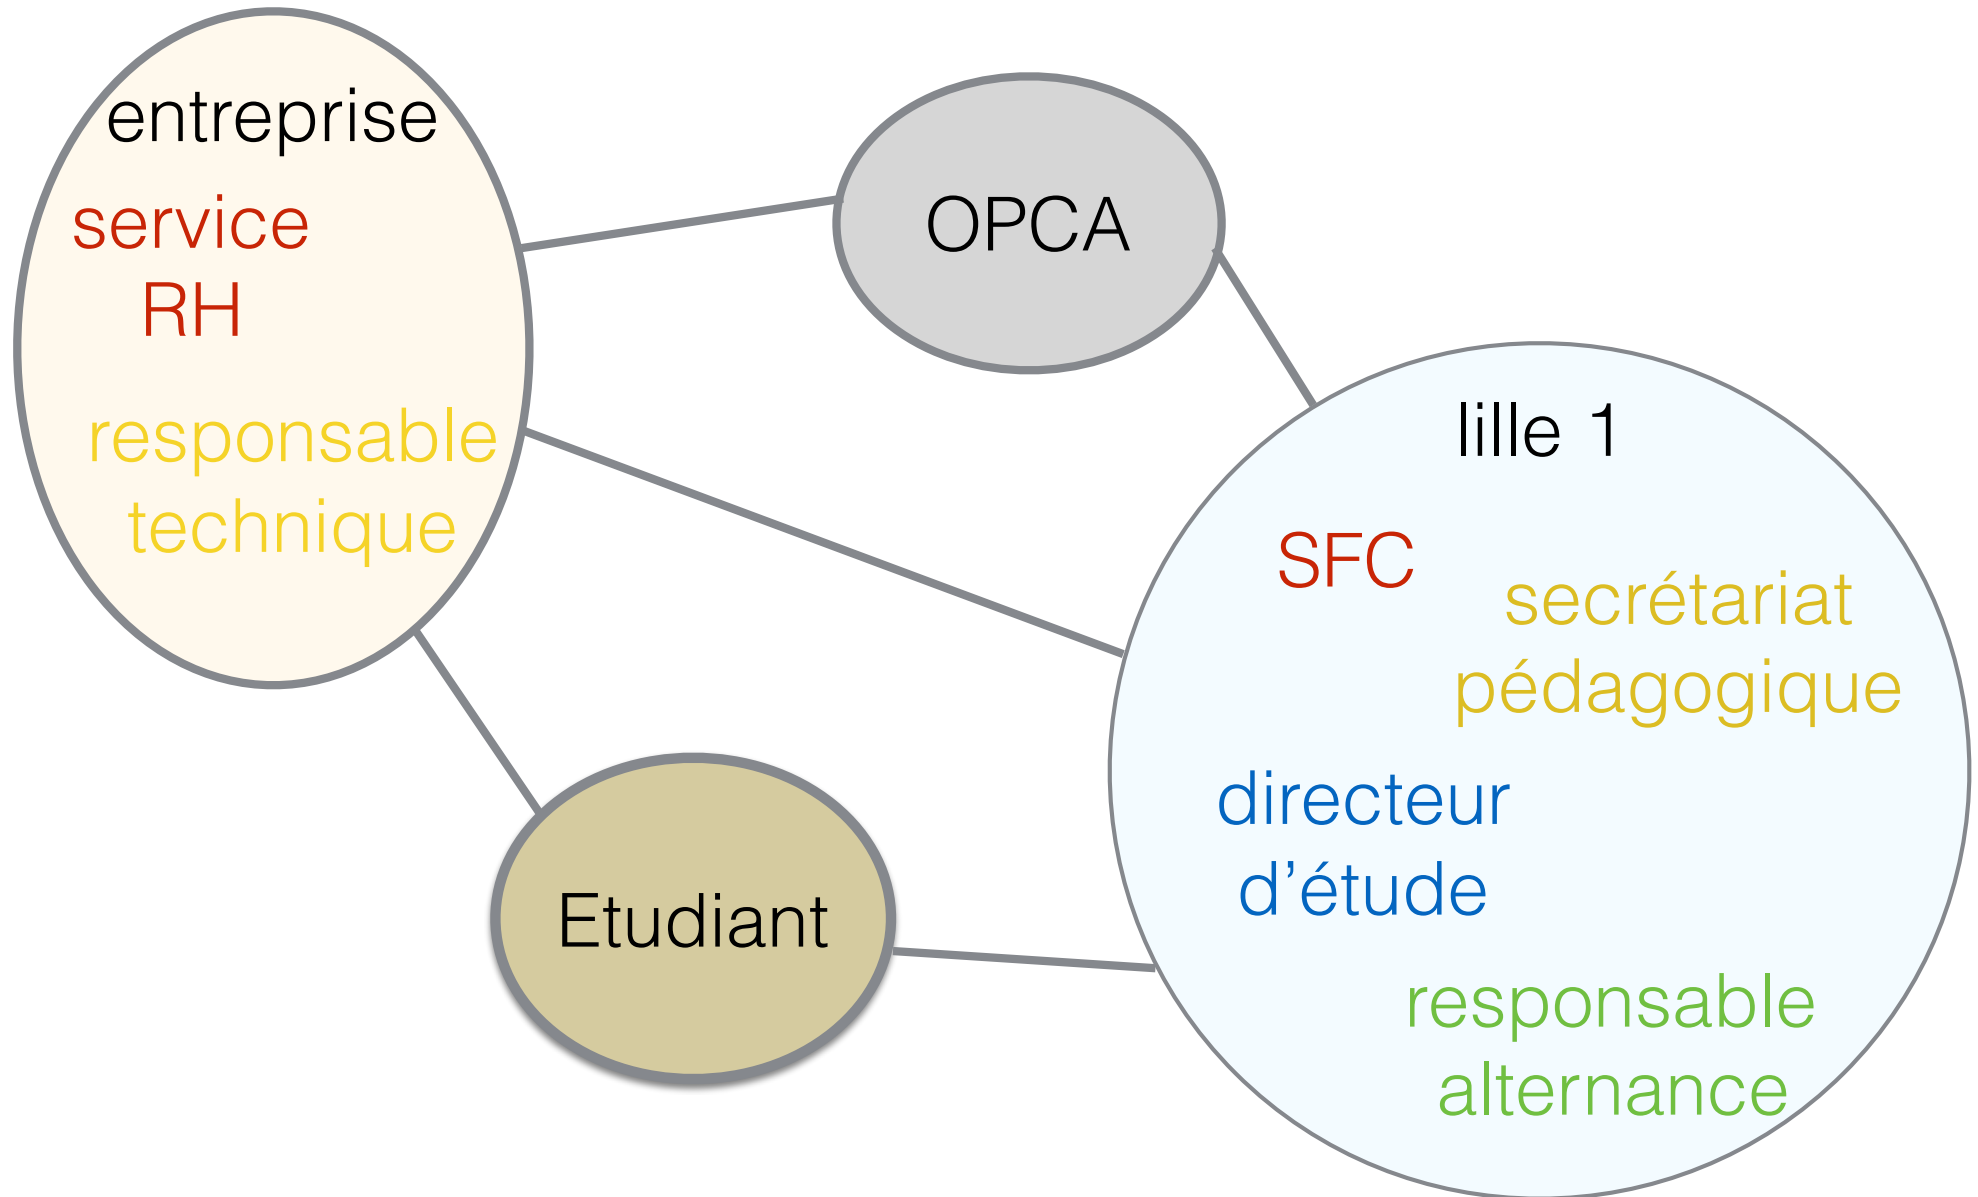 entreprise
service
RH
responsable
technique
OPCA
lille 1
SFC
secrétariat
pédagogique
directeur
d’étude
responsable
alternance
Etudiant